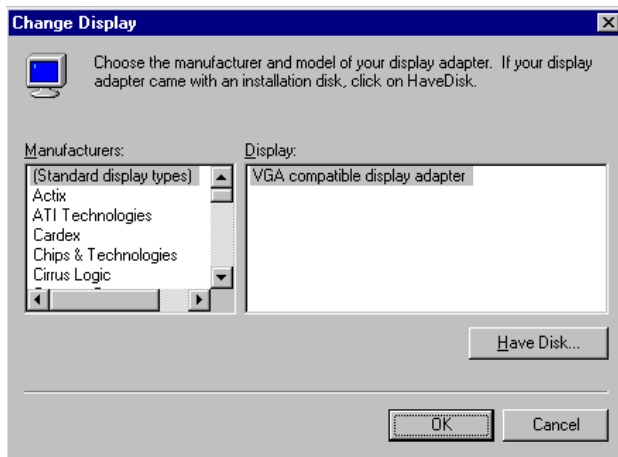 Change Display
Choose the manufacturer and model of your display adapter. If your display
adapter came with an installation disk, click on HaveDisk.
Manufacturers:
Display:
(Standard display types)
VGA compatible display adapter
Actix
ATI Technologies
Cardex
Chips & Technologies
Cirrus Logic
Have Disk...
OK
Cancel